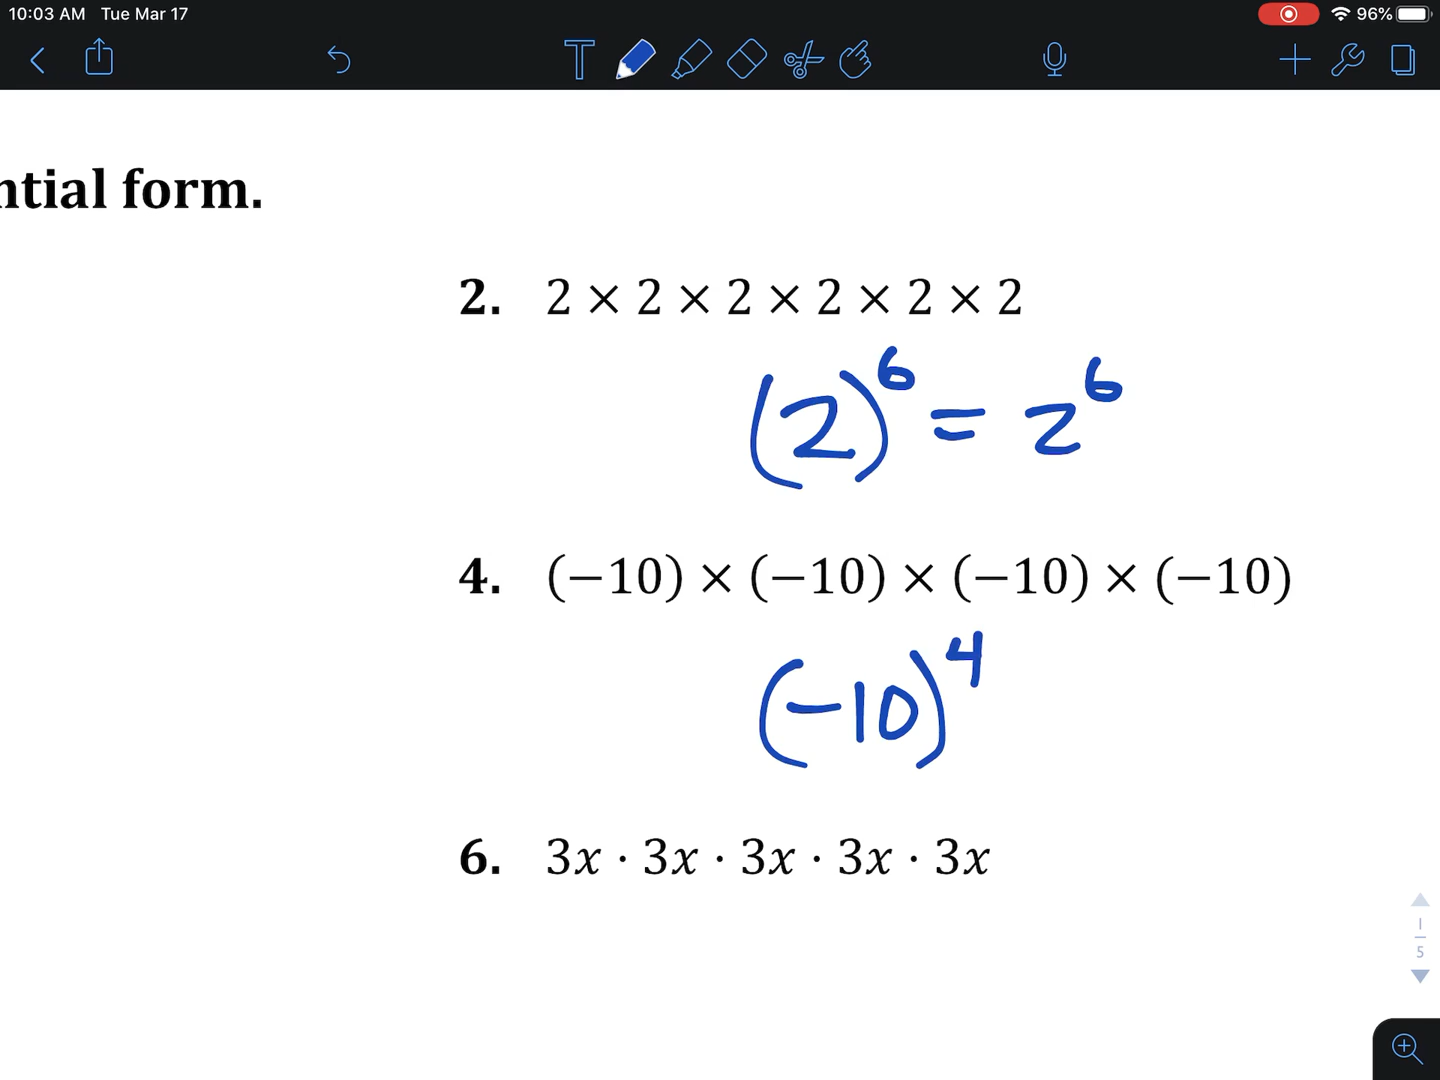 10:03 AM Tue Mar 17 96%
ntial form.
2. 2 × 2 × 2 × 2 × 2 × 2
(2)⁶ = 2⁶
4. (−10) × (−10) × (−10) × (−10)
(−10)⁴
6. 3x · 3x · 3x · 3x · 3x
1
5